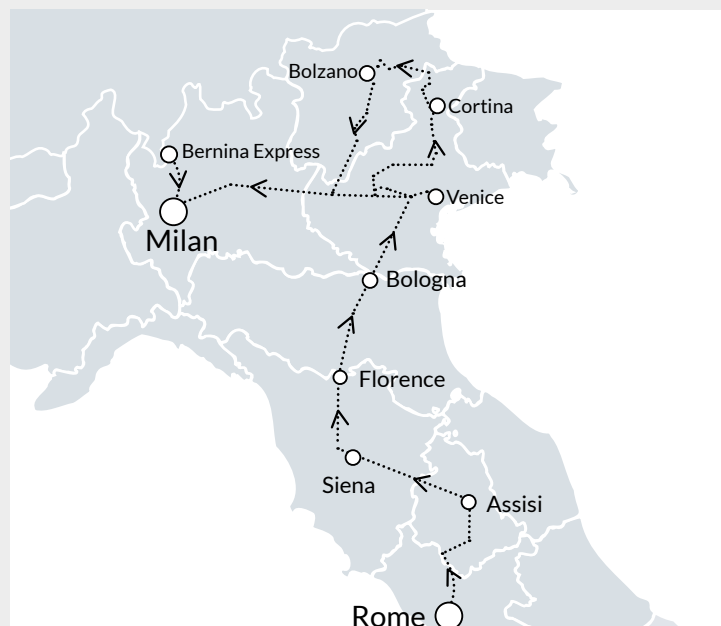 Bolzano
Cortina
Bernina Express
Venice
Milan
Bologna
Florence
Siena
Assisi
Rome